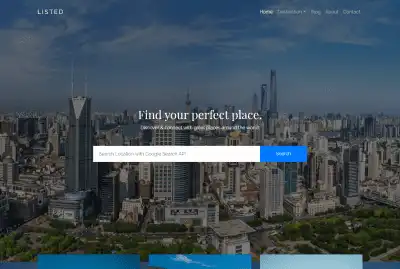 LISTED
Home Destination Blog About Contact
Find your perfect place.
Discover & connect with great places around the world
Search Location with Google Search API
Search